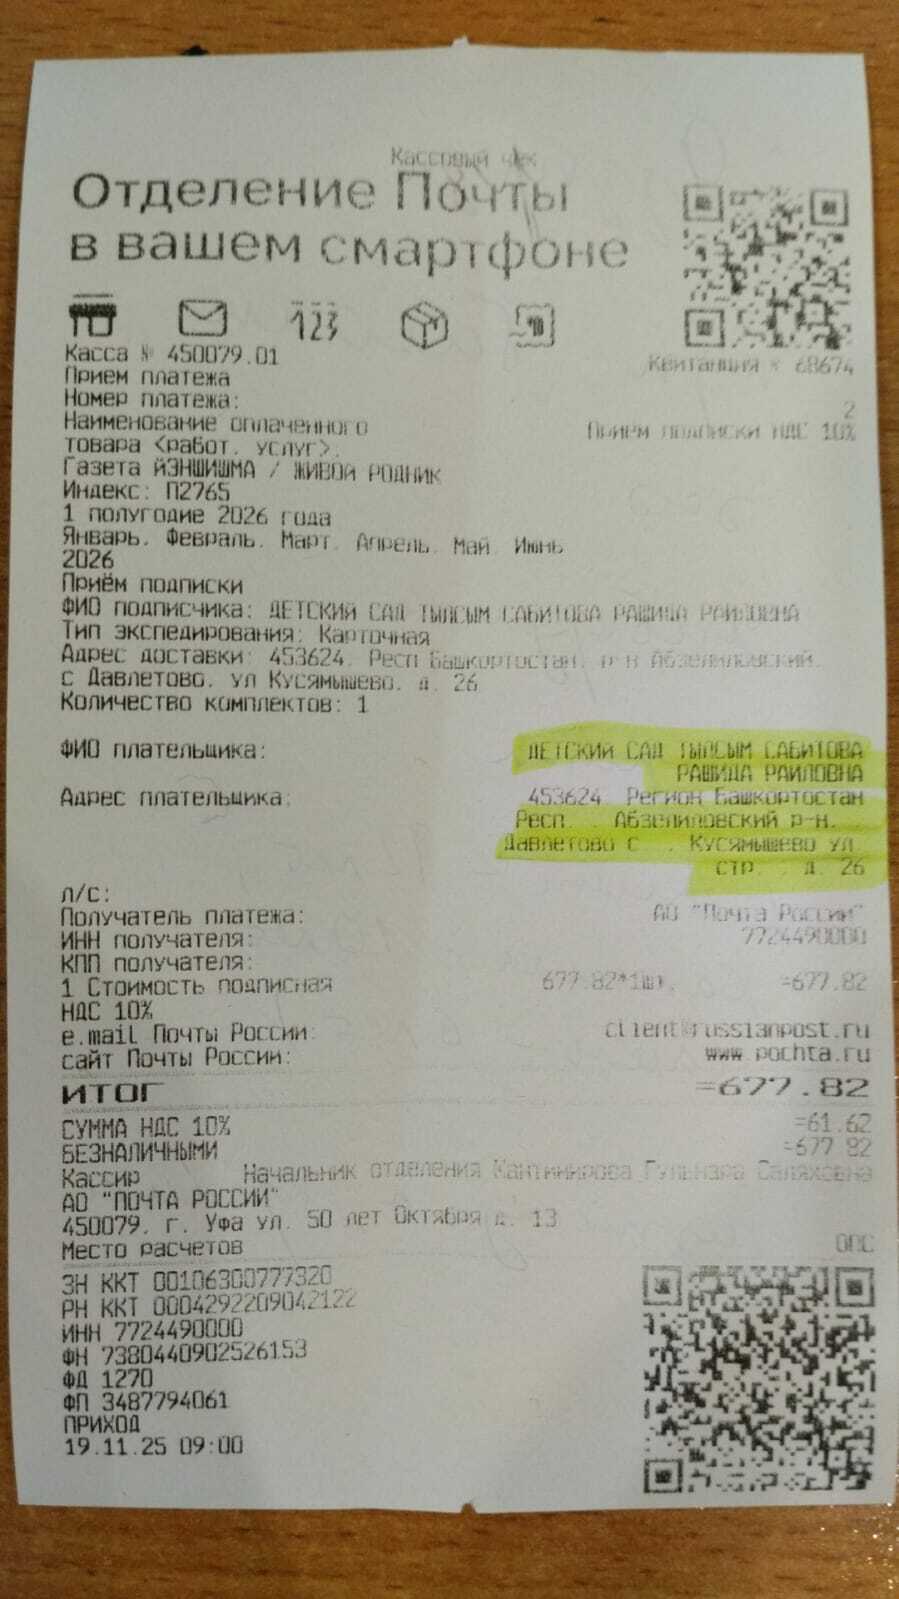 Кассовый чек
Отделение Почты
в вашем смартфоне
123
Касса № 450079.01
Квитанция № 68674
Прием платежа
Номер платежа: 2
Наименование оплаченного товара <работ, услуг>: Прием подписки НДС 10%
Газета ЙЭНШИШМА / ЖИВОЙ РОДНИК
Индекс: П2765
1 полугодие 2026 года
Январь, Февраль, Март, Апрель, Май, Июнь
2026
Приём подписки
ФИО подписчика: ДЕТСКИЙ САД ТЫЛСЫМ САБИТОВА РАШИДА РАИЛОВНА
Тип экспедирования: Карточная
Адрес доставки: 453624, Респ Башкортостан, р-н Абзелиловский,
с Давлетово, ул Кусямышево, д. 26
Количество комплектов: 1
ФИО плательщика: ДЕТСКИЙ САД ТЫЛСЫМ САБИТОВА
РАШИДА РАИЛОВНА
Адрес плательщика: 453624, Регион Башкортостан
Респ. , Абзелиловский р-н,
Давлетово с. , Кусямышево ул.
стр. , д. 26
Л/С:
Получатель платежа: АО "Почта России"
ИНН получателя: 7724490000
КПП получателя:
1 Стоимость подписная 677.82*1шт. =677.82
НДС 10%
e.mail Почты России: client@russianpost.ru
сайт Почты России: www.pochta.ru
ИТОГ =677.82
СУММА НДС 10% =61.62
БЕЗНАЛИЧНЫМИ =677.82
Кассир Начальник отделения Гульнара Саляховна
АО "ПОЧТА РОССИИ"
450079, г. Уфа ул. 50 лет Октября д. 13
Место расчетов ОПС
ЗН ККТ 00106300777320
РН ККТ 0004292209042122
ИНН 7724490000
ФН 7380440902526153
ФД 1270
ФП 3487794061
ПРИХОД
19.11.25 09:00